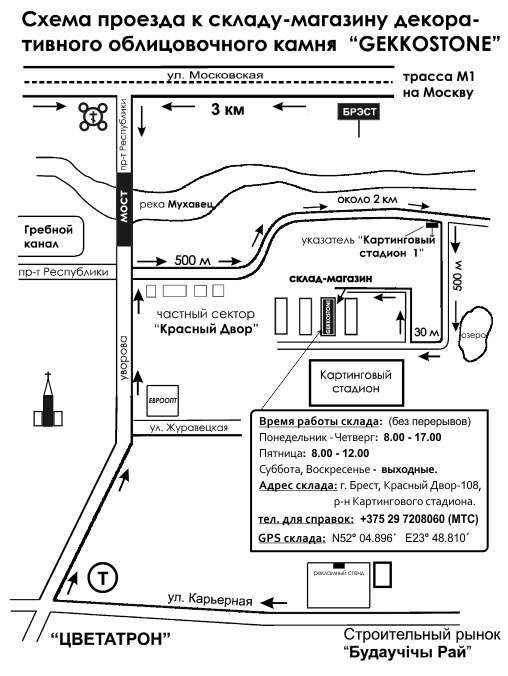 Схема проезда к складу-магазину декора-
тивного облицовочного камня “GEKKOSTONE”
ул. Московская
трасса М1
на Москву
3 км
БРЭСТ
пр-т Республики
МОСТ
река Мухавец
около 2 км
Гребной
канал
указатель “Картинговый
стадион 1”
500 м
500 м
пр-т Республики
склад-магазин
GEKKOSTONE
частный сектор
“Красный Двор”
30 м
озеро
уворова
Картинговый
стадион
ЕВРООПТ
ул. Журавецкая
Время работы склада: (без перерывов)
Понедельник - Четверг: 8.00 - 17.00
Пятница: 8.00 - 12.00
Суббота, Воскресенье - выходные.
Адрес склада: г. Брест, Красный Двор-108,
р-н Картингового стадиона.
тел. для справок: +375 29 7208060 (МТС)
GPS склада: N52° 04.896´ E23° 48.810´
рекламный стенд
Т
ул. Карьерная
“ЦВЕТАТРОН”
Строительный рынок
“Будаучiчы Рай”